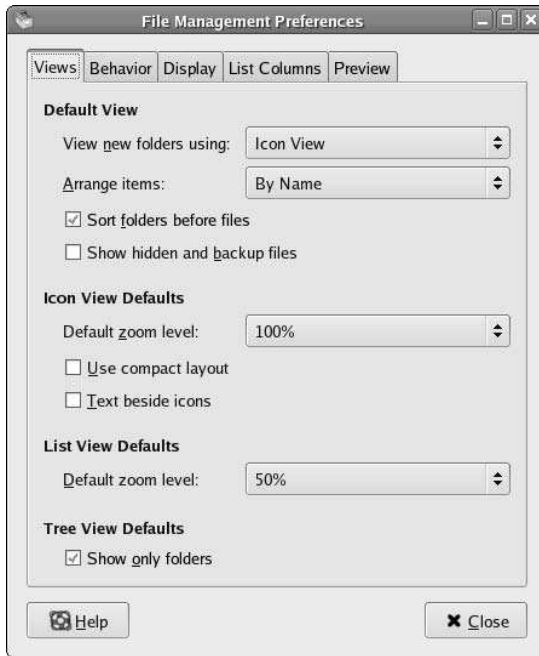 File Management Preferences
Views Behavior Display List Columns Preview
Default View
View new folders using: Icon View
Arrange items: By Name
Sort folders before files
Show hidden and backup files
Icon View Defaults
Default zoom level: 100%
Use compact layout
Text beside icons
List View Defaults
Default zoom level: 50%
Tree View Defaults
Show only folders
Help Close